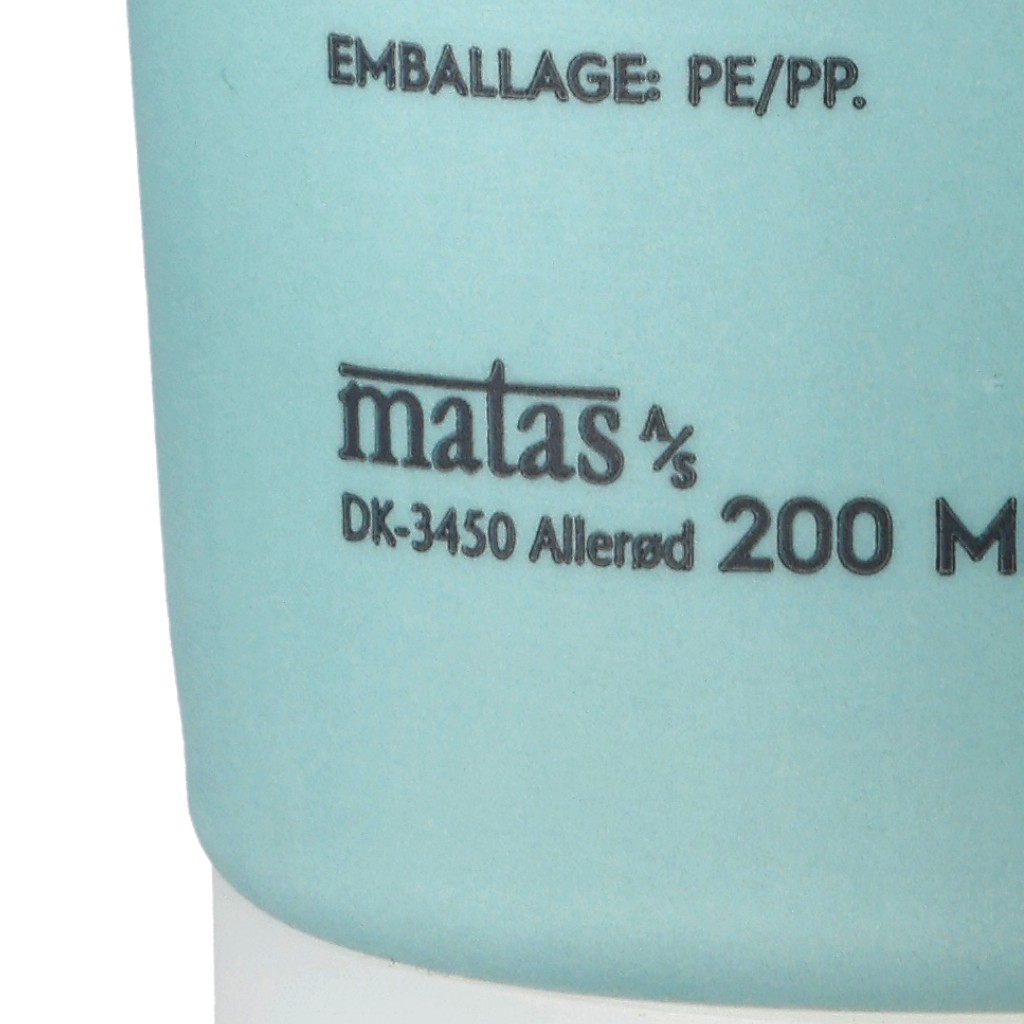 EMBALLAGE: PE/PP.
matas A/S
DK-3450 Allerød 200 M